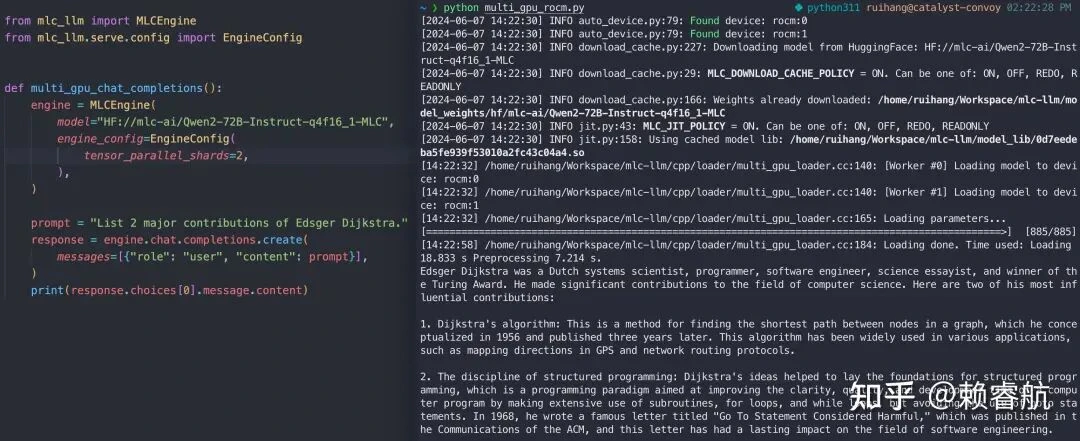 from mlc_llm import MLCEngine
from mlc_llm.serve.config import EngineConfig
def multi_gpu_chat_completions():
engine = MLCEngine(
model="HF://mlc-ai/Qwen2-72B-Instruct-q4f16_1-MLC",
engine_config=EngineConfig(
tensor_parallel_shards=2,
),
)
prompt = "List 2 major contributions of Edsger Dijkstra."
response = engine.chat.completions.create(
messages=[{"role": "user", "content": prompt}],
)
print(response.choices[0].message.content)
~ > python multi_gpu_rocm.py python311 ruihang@catalyst-convoy 02:22:28 PM
[2024-06-07 14:22:30] INFO auto_device.py:79: Found device: rocm:0
[2024-06-07 14:22:30] INFO auto_device.py:79: Found device: rocm:1
[2024-06-07 14:22:30] INFO download_cache.py:227: Downloading model from HuggingFace: HF://mlc-ai/Qwen2-72B-Inst
ruct-q4f16_1-MLC
[2024-06-07 14:22:30] INFO download_cache.py:29: MLC_DOWNLOAD_CACHE_POLICY = ON. Can be one of: ON, OFF, REDO, R
EADONLY
[2024-06-07 14:22:30] INFO download_cache.py:166: Weights already downloaded: /home/ruihang/Workspace/mlc-llm/mo
del_weights/hf/mlc-ai/Qwen2-72B-Instruct-q4f16_1-MLC
[2024-06-07 14:22:30] INFO jit.py:43: MLC_JIT_POLICY = ON. Can be one of: ON, OFF, REDO, READONLY
[2024-06-07 14:22:30] INFO jit.py:158: Using cached model lib: /home/ruihang/Workspace/mlc-llm/model_lib/0d7eede
ba5fe939f53010a2fc43c04a4.so
[14:22:32] /home/ruihang/Workspace/mlc-llm/cpp/loader/multi_gpu_loader.cc:140: [Worker #0] Loading model to devi
ce: rocm:0
[14:22:32] /home/ruihang/Workspace/mlc-llm/cpp/loader/multi_gpu_loader.cc:140: [Worker #1] Loading model to devi
ce: rocm:1
[14:22:32] /home/ruihang/Workspace/mlc-llm/cpp/loader/multi_gpu_loader.cc:165: Loading parameters...
[==================================================================================================>] [885/885]
[14:22:58] /home/ruihang/Workspace/mlc-llm/cpp/loader/multi_gpu_loader.cc:184: Loading done. Time used: Loading
18.833 s Preprocessing 7.214 s.
Edsger Dijkstra was a Dutch systems scientist, programmer, software engineer, science essayist, and winner of th
e Turing Award. He made significant contributions to the field of computer science. Here are two of his most inf
luential contributions:
1. Dijkstra's algorithm: This is a method for finding the shortest path between nodes in a graph, which he conce
ptualized in 1956 and published three years later. This algorithm has been widely used in various applications,
such as mapping directions in GPS and network routing protocols.
2. The discipline of structured programming: Dijkstra's ideas helped to lay the foundations for structured progr
amming, which is a programming paradigm aimed at improving the clarity, and compu
ter program by making extensive use of subroutines, for loops, and while but sta
tements. In 1968, he wrote a famous letter titled "Go To Statement Considered Harmful," which was published in t
he Communications of the ACM, and this letter has had a lasting impact on the field of software engineering.
知乎 @赖睿航